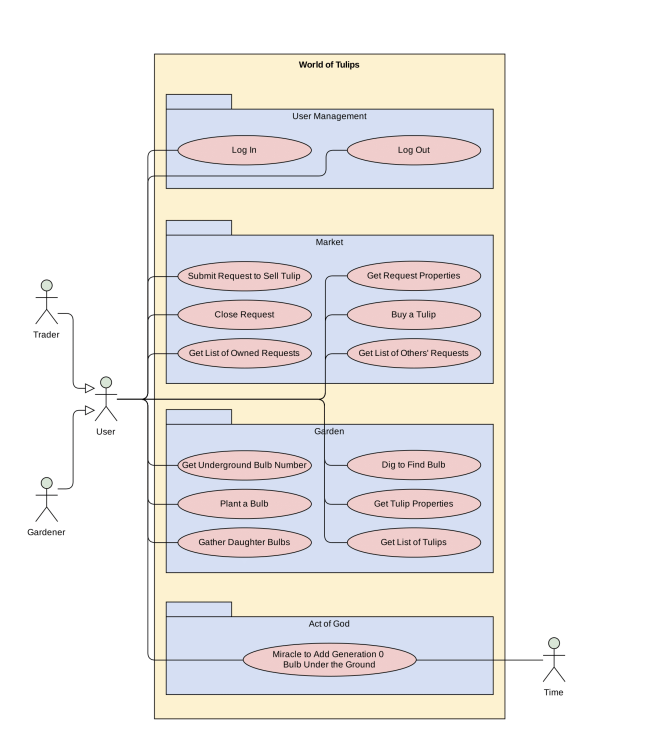 World of Tulips
User Management
Log In
Log Out
Market
Submit Request to Sell Tulip
Get Request Properties
Close Request
Buy a Tulip
Get List of Owned Requests
Get List of Others' Requests
Trader
User
Garden
Get Underground Bulb Number
Dig to Find Bulb
Plant a Bulb
Get Tulip Properties
Gather Daughter Bulbs
Get List of Tulips
Gardener
Act of God
Miracle to Add Generation 0
Bulb Under the Ground
Time